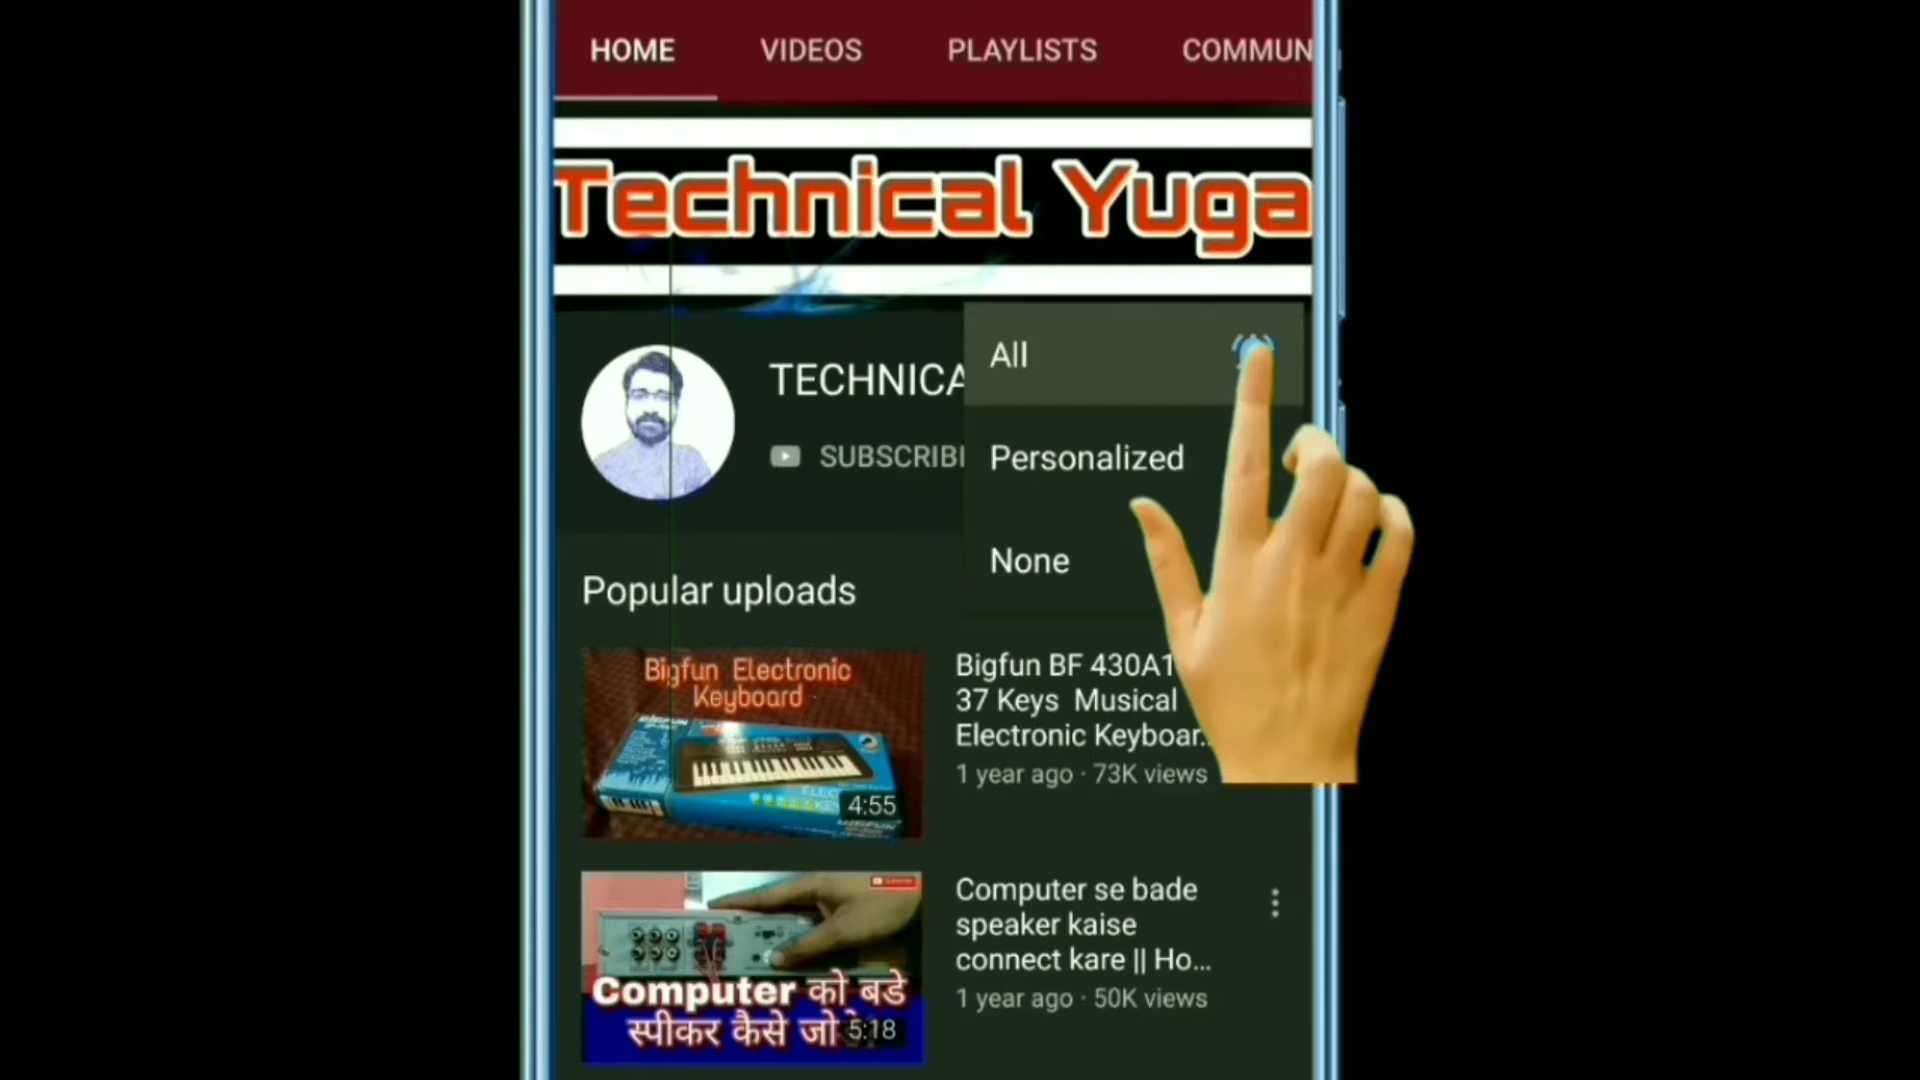 HOME VIDEOS PLAYLISTS COMMUN
Technical Yuga
TECHNICA
SUBSCRIB
All
Personalized
None
Popular uploads
Bigfun Electronic
Keyboard
4:55
Bigfun BF 430A1
37 Keys Musical
Electronic Keyboar..
1 year ago · 73K views
Computer को बडे
स्पीकर कैसे जो
5:18
Computer se bade
speaker kaise
connect kare || Ho...
1 year ago · 50K views